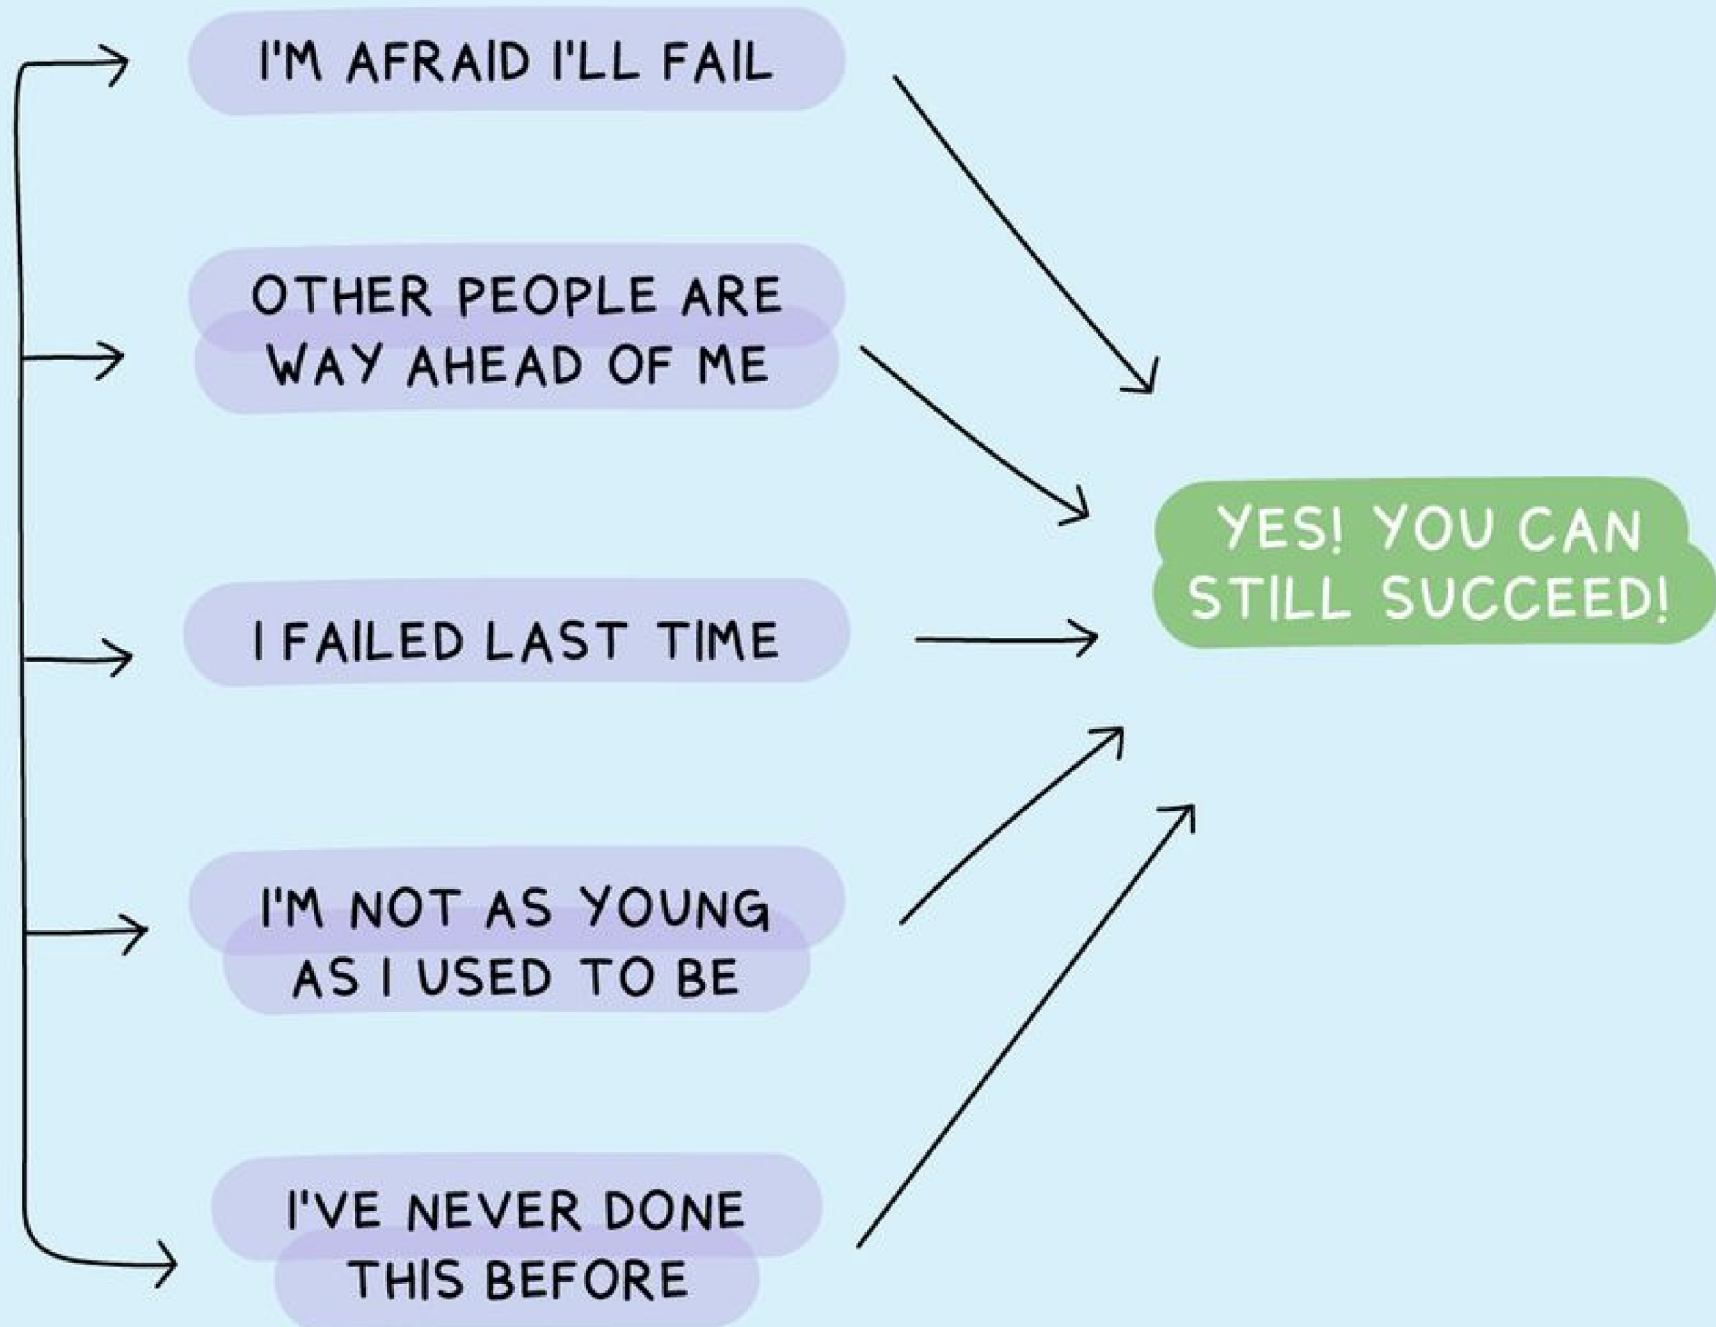 I'M AFRAID I'LL FAIL
OTHER PEOPLE ARE
WAY AHEAD OF ME
I FAILED LAST TIME
I'M NOT AS YOUNG
AS I USED TO BE
I'VE NEVER DONE
THIS BEFORE
YES! YOU CAN
STILL SUCCEED!